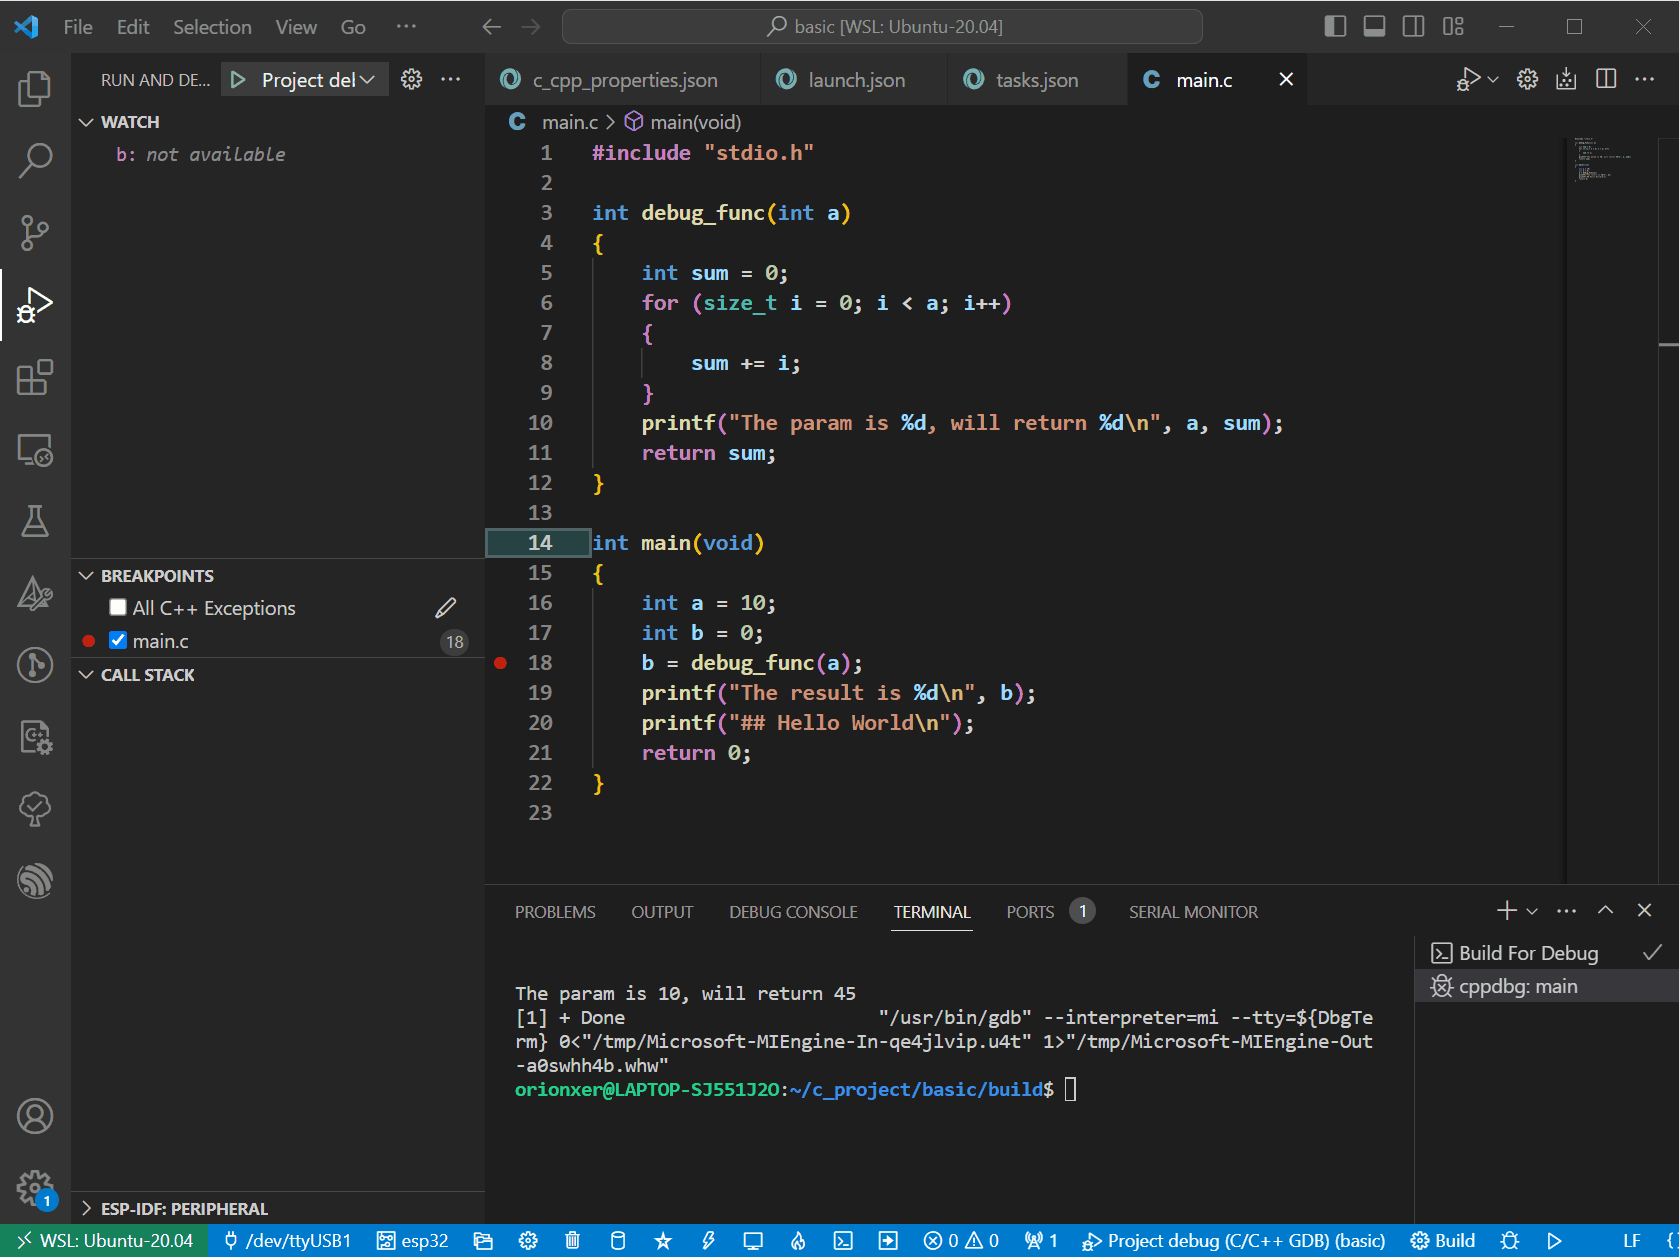 File Edit Selection View Go ··· basic [WSL: Ubuntu-20.04]
RUN AND DE... Project del
WATCH
b: not available
BREAKPOINTS
All C++ Exceptions
main.c 18
CALL STACK
ESP-IDF: PERIPHERAL
1
c_cpp_properties.json launch.json tasks.json C main.c
C main.c > main(void)
1 #include "stdio.h"
2
3 int debug_func(int a)
4 {
5 int sum = 0;
6 for (size_t i = 0; i < a; i++)
7 {
8 sum += i;
9 }
10 printf("The param is %d, will return %d\n", a, sum);
11 return sum;
12 }
13
14 int main(void)
15 {
16 int a = 10;
17 int b = 0;
18 b = debug_func(a);
19 printf("The result is %d\n", b);
20 printf("## Hello World\n");
21 return 0;
22 }
23
PROBLEMS OUTPUT DEBUG CONSOLE TERMINAL PORTS 1 SERIAL MONITOR
The param is 10, will return 45
[1] + Done "/usr/bin/gdb" --interpreter=mi --tty=${DbgTe
rm} 0<"/tmp/Microsoft-MIEngine-In-qe4jlvip.u4t" 1>"/tmp/Microsoft-MIEngine-Out
-a0swhh4b.whw"
orionxer@LAPTOP-SJ551J2O:~/c_project/basic/build$
Build For Debug
cppdbg: main
WSL: Ubuntu-20.04 /dev/ttyUSB1 esp32 0 0 1 Project debug (C/C++ GDB) (basic) Build LF